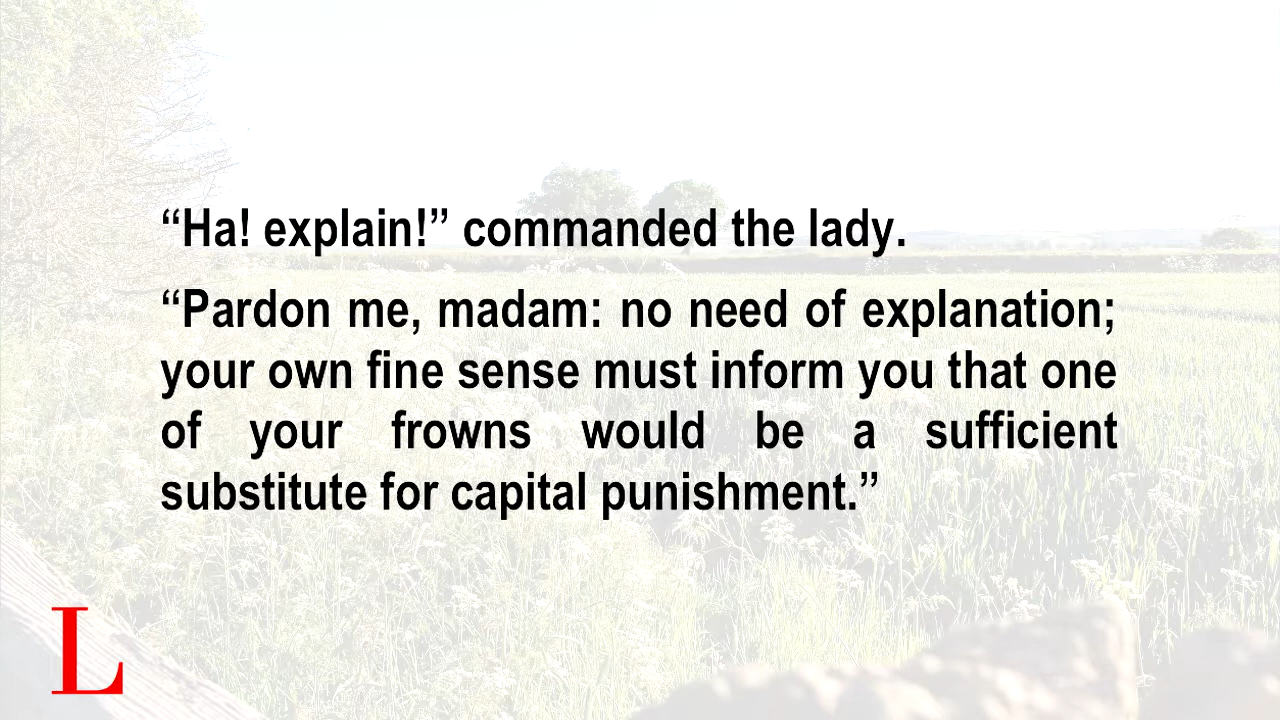 “Ha! explain!” commanded the lady.
“Pardon me, madam: no need of explanation;
your own fine sense must inform you that one
of your frowns would be a sufficient
substitute for capital punishment.”
L